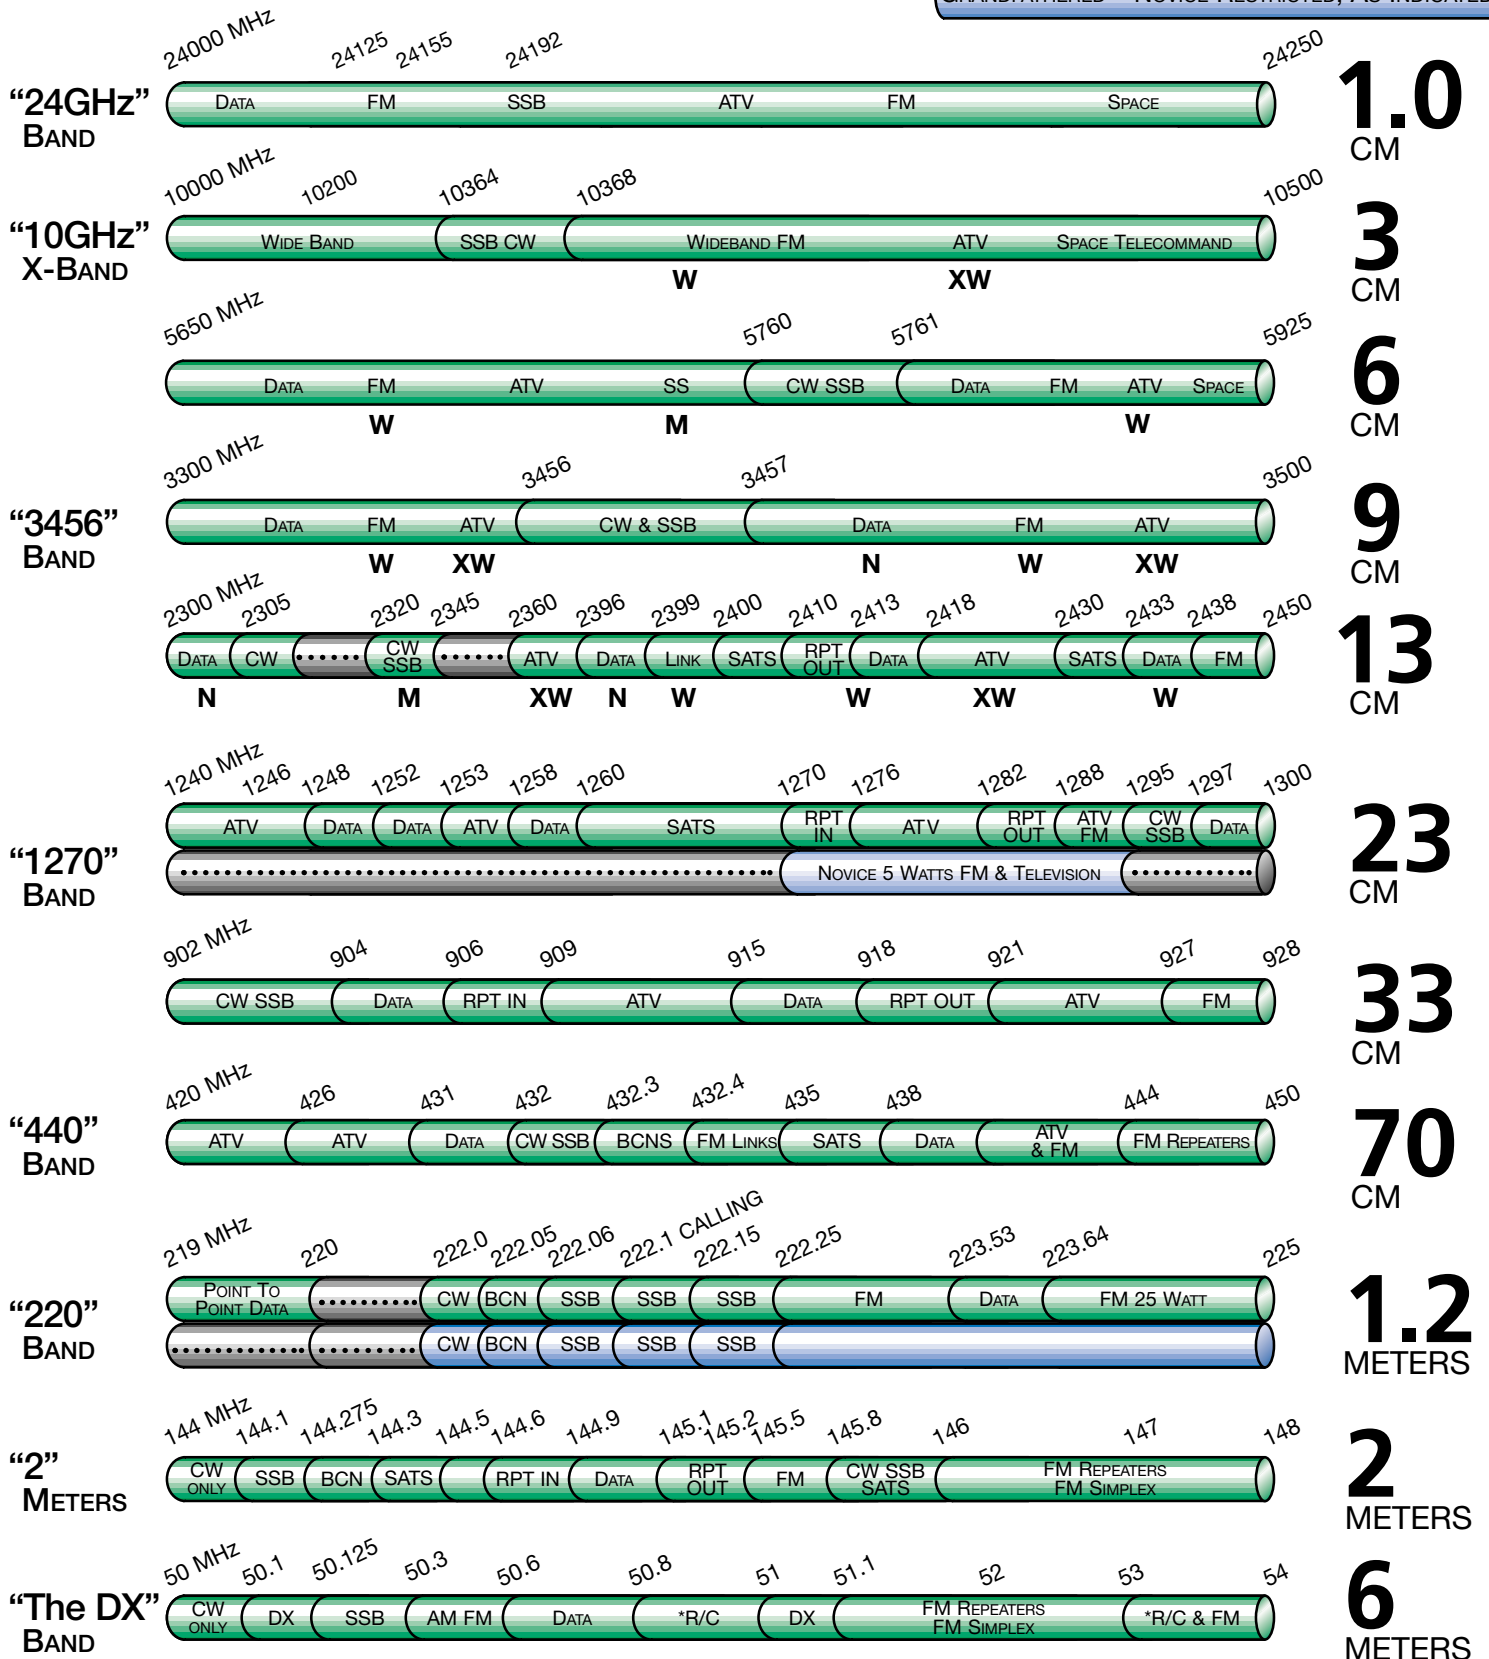 GRANDFATHERED NOVICE RESTRICTED, AS INDICATED
24000 MHz 24125 24155 24192 24250
“24GHz” BAND
DATA FM SSB ATV FM SPACE
1.0 CM
10000 MHz 10200 10364 10368 10500
“10GHz” X-BAND
WIDE BAND SSB CW WIDEBAND FM ATV SPACE TELECOMMAND
W XW
3 CM
5650 MHz 5760 5761 5925
DATA FM ATV SS CW SSB DATA FM ATV SPACE
W M W
6 CM
3300 MHz 3456 3457 3500
“3456” BAND
DATA FM ATV CW & SSB DATA FM ATV
W XW N W XW
9 CM
2300 MHz 2305 2320 2345 2360 2396 2399 2400 2410 2413 2418 2430 2433 2438 2450
DATA CW CW SSB ATV DATA LINK SATS RPT OUT DATA ATV SATS DATA FM
N M XW N W W XW W
13 CM
1240 MHz 1246 1248 1252 1253 1258 1260 1270 1276 1282 1288 1295 1297 1300
ATV DATA DATA ATV DATA SATS RPT IN ATV RPT OUT ATV FM CW SSB DATA
“1270” BAND
NOVICE 5 WATTS FM & TELEVISION
23 CM
902 MHz 904 906 909 915 918 921 927 928
CW SSB DATA RPT IN ATV DATA RPT OUT ATV FM
33 CM
420 MHz 426 431 432 432.3 432.4 435 438 444 450
“440” BAND
ATV ATV DATA CW SSB BCNS FM LINKS SATS DATA ATV & FM FM REPEATERS
70 CM
219 MHz 220 222.0 222.05 222.06 222.1 CALLING 222.15 222.25 223.53 223.64 225
POINT TO POINT DATA CW BCN SSB SSB SSB FM DATA FM 25 WATT
“220” BAND
CW BCN SSB SSB SSB
1.2 METERS
144 MHz 144.1 144.275 144.3 144.5 144.6 144.9 145.1 145.2 145.5 145.8 146 147 148
“2” METERS
CW ONLY SSB BCN SATS RPT IN DATA RPT OUT FM CW SSB SATS FM REPEATERS FM SIMPLEX
2 METERS
50 MHz 50.1 50.125 50.3 50.6 50.8 51 51.1 52 53 54
“The DX” BAND
CW ONLY DX SSB AM FM DATA *R/C DX FM REPEATERS FM SIMPLEX *R/C & FM
6 METERS